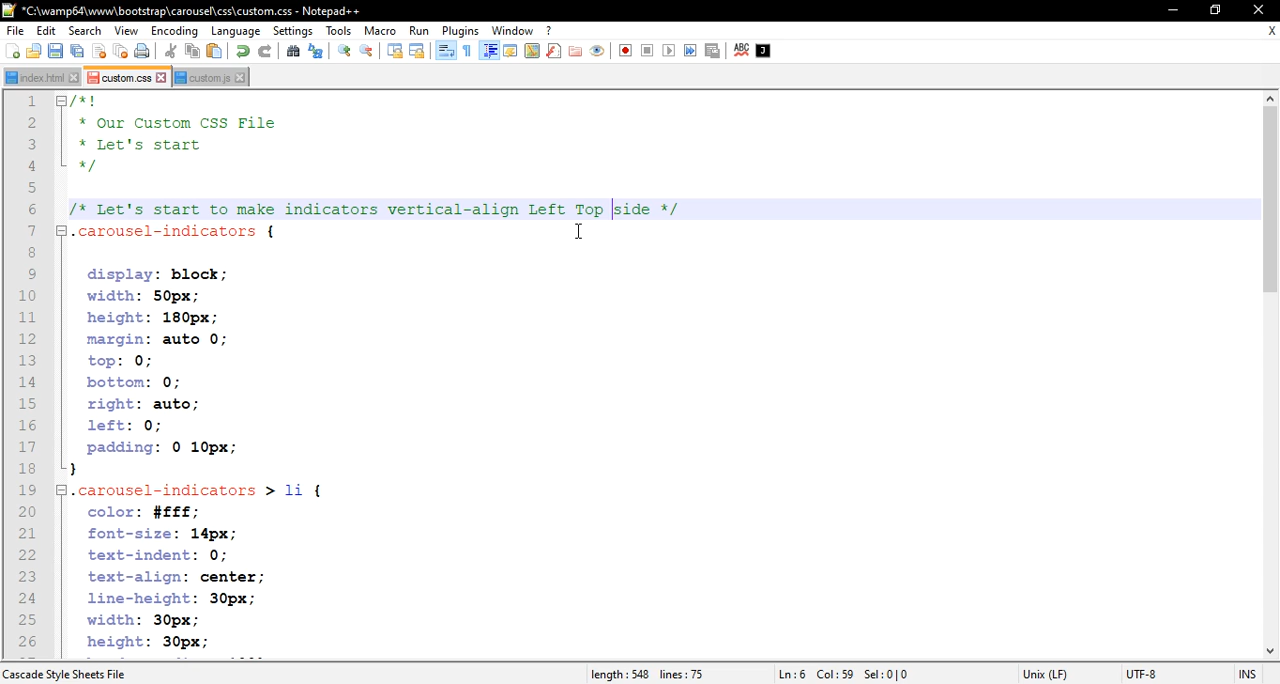 *C:\wamp64\www\bootstrap\carousel\css\custom.css - Notepad++
File Edit Search View Encoding Language Settings Tools Macro Run Plugins Window ? X
index.html custom.css custom.js
1 /*!
2 * Our Custom CSS File
3 * Let's start
4 */
5
6 /* Let's start to make indicators vertical-align Left Top side */
7 .carousel-indicators {
8
9 display: block;
10 width: 50px;
11 height: 180px;
12 margin: auto 0;
13 top: 0;
14 bottom: 0;
15 right: auto;
16 left: 0;
17 padding: 0 10px;
18 }
19 .carousel-indicators > li {
20 color: #fff;
21 font-size: 14px;
22 text-indent: 0;
23 text-align: center;
24 line-height: 30px;
25 width: 30px;
26 height: 30px;
Cascade Style Sheets File length : 548 lines : 75 Ln : 6 Col : 59 Sel : 0 | 0 Unix (LF) UTF-8 INS